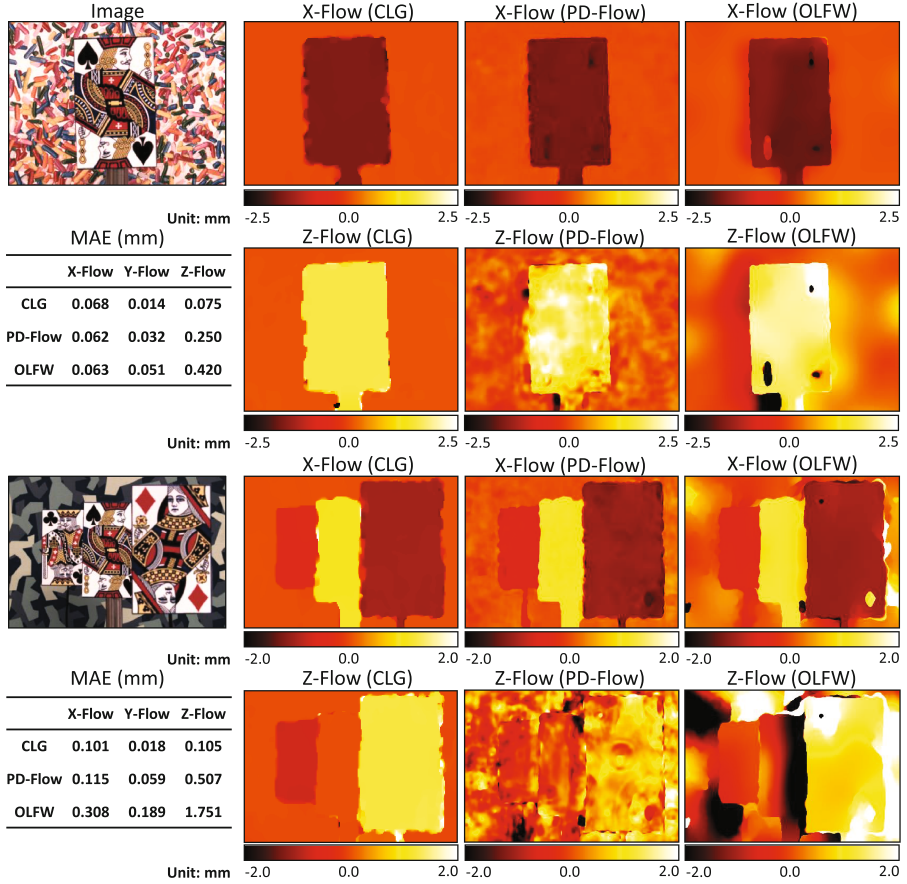 Image
X-Flow (CLG)
X-Flow (PD-Flow)
X-Flow (OLFW)
-2.5 0.0 2.5
-2.5 0.0 2.5
-2.5 0.0 2.5
Unit: mm
MAE (mm)
X-Flow Y-Flow Z-Flow
CLG 0.068 0.014 0.075
PD-Flow 0.062 0.032 0.250
OLFW 0.063 0.051 0.420
Z-Flow (CLG)
Z-Flow (PD-Flow)
Z-Flow (OLFW)
-2.5 0.0 2.5
-2.5 0.0 2.5
-2.5 0.0 2.5
Unit: mm
X-Flow (CLG)
X-Flow (PD-Flow)
X-Flow (OLFW)
-2.0 0.0 2.0
-2.0 0.0 2.0
-2.0 0.0 2.0
Unit: mm
MAE (mm)
X-Flow Y-Flow Z-Flow
CLG 0.101 0.018 0.105
PD-Flow 0.115 0.059 0.507
OLFW 0.308 0.189 1.751
Z-Flow (CLG)
Z-Flow (PD-Flow)
Z-Flow (OLFW)
-2.0 0.0 2.0
-2.0 0.0 2.0
-2.0 0.0 2.0
Unit: mm